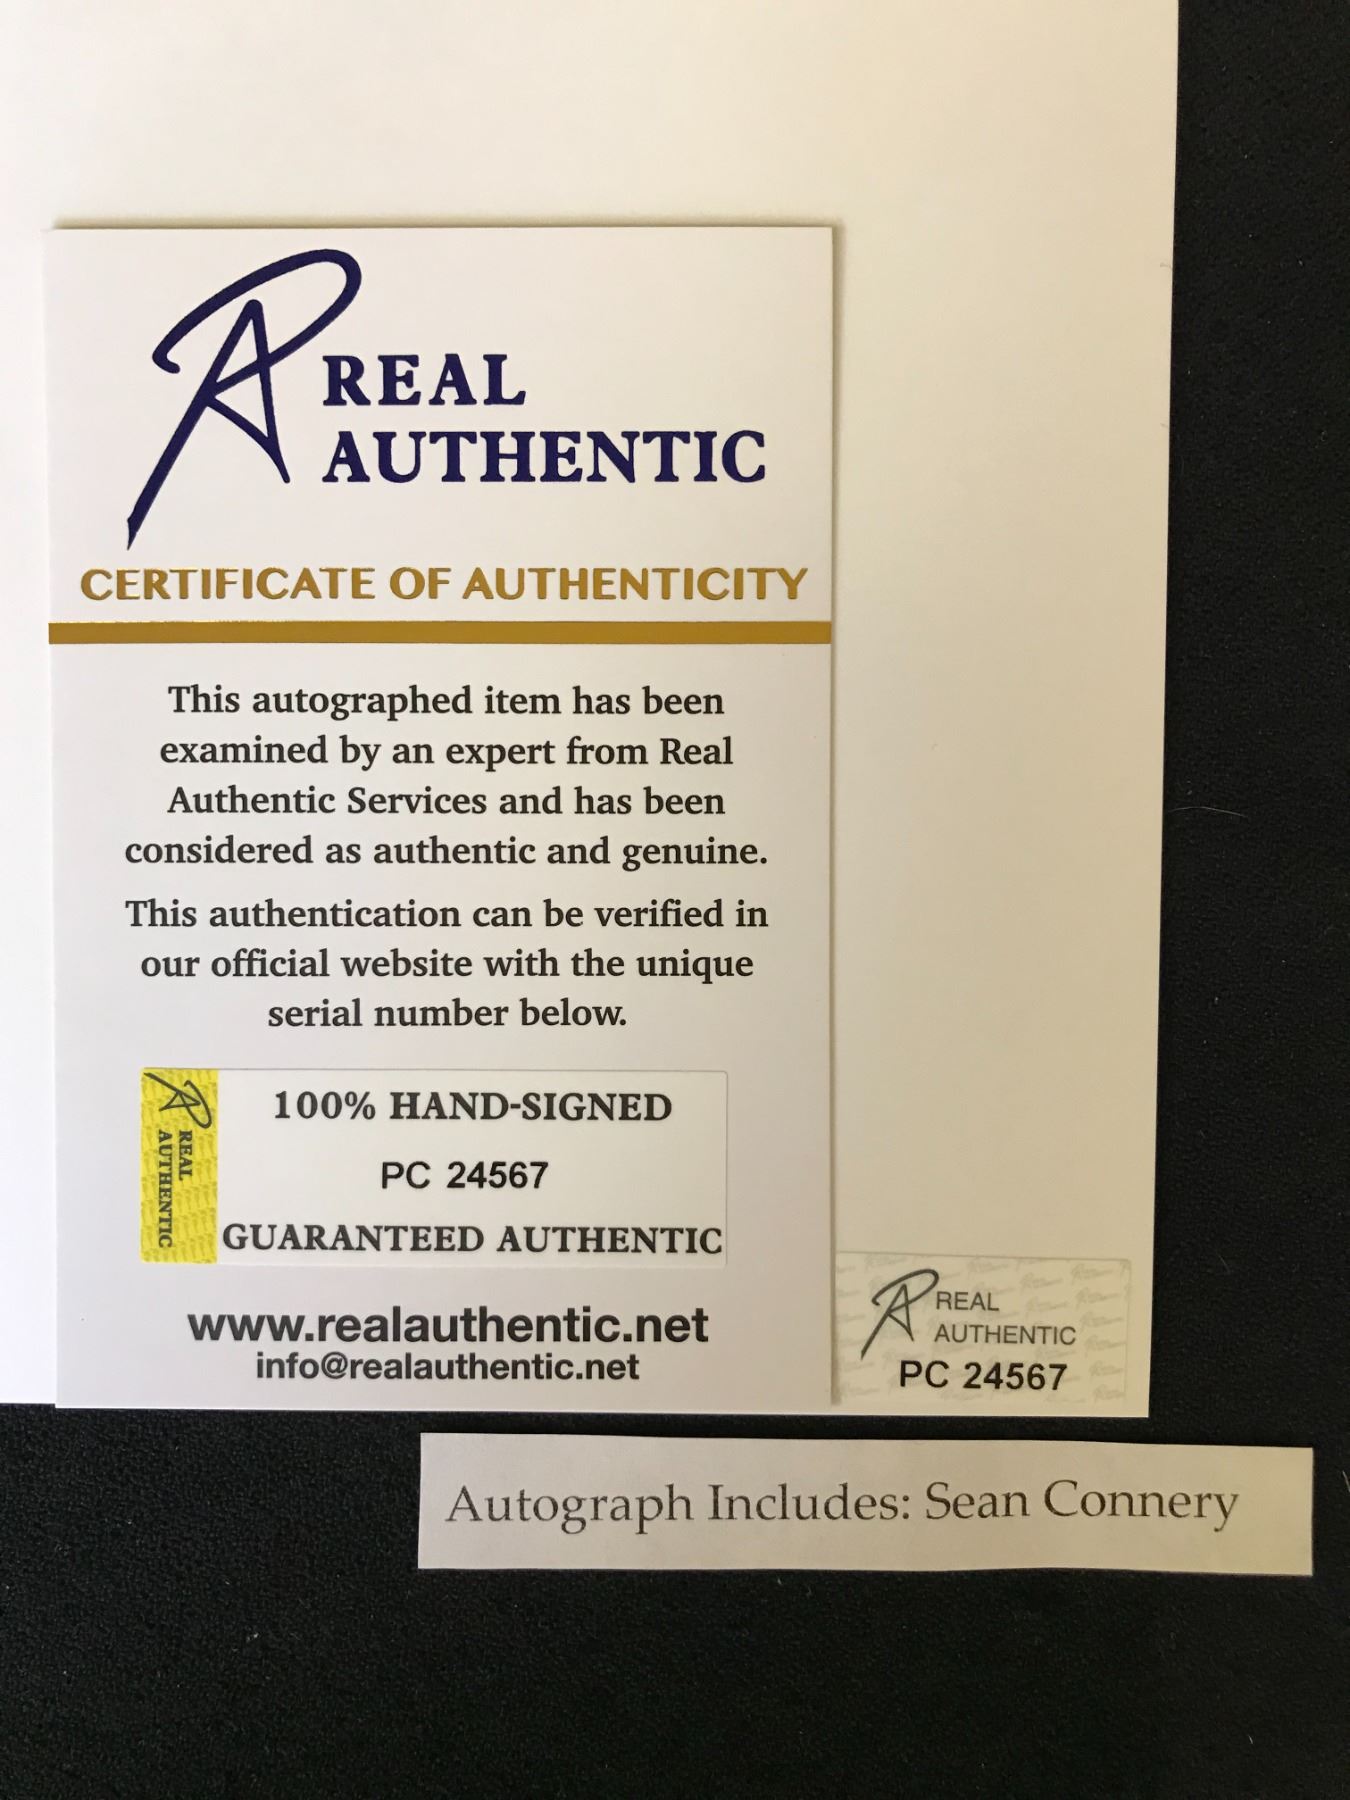 REAL
AUTHENTIC
CERTIFICATE OF AUTHENTICITY
This autographed item has been
examined by an expert from Real
Authentic Services and has been
considered as authentic and genuine.
This authentication can be verified in
our official website with the unique
serial number below.
REAL
AUTHENTIC
100% HAND-SIGNED
PC 24567
GUARANTEED AUTHENTIC
www.realauthentic.net
info@realauthentic.net
REAL
AUTHENTIC
PC 24567
Autograph Includes: Sean Connery